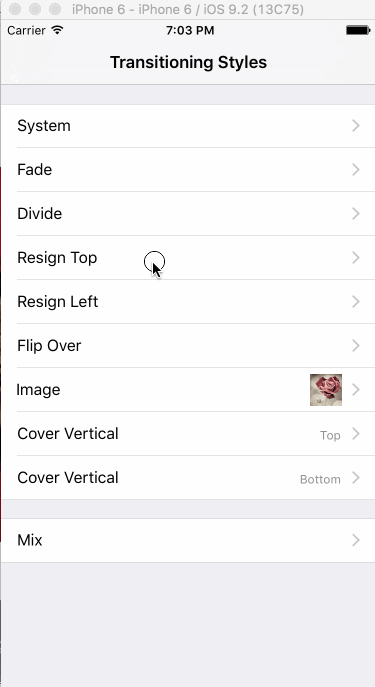 iPhone 6 - iPhone 6 / iOS 9.2 (13C75)
Carrier 7:03 PM
Transitioning Styles
System
Fade
Divide
Resign Top
Resign Left
Flip Over
Image
Cover Vertical Top
Cover Vertical Bottom
Mix